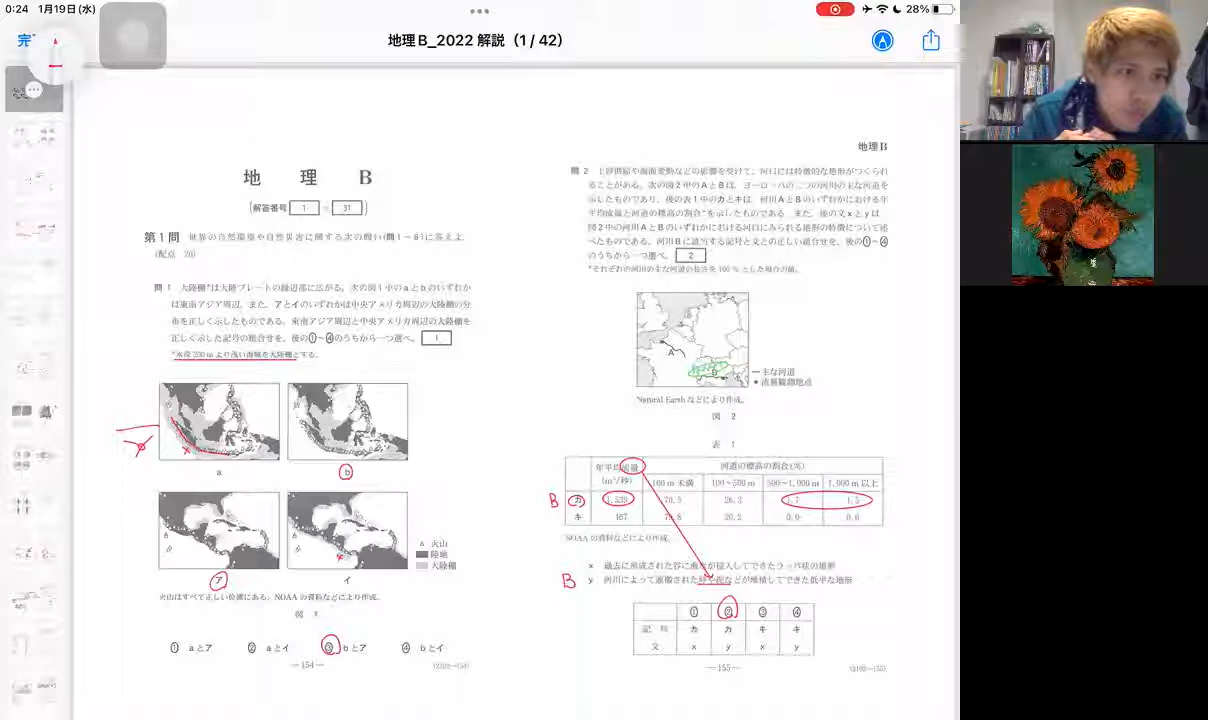 0:24 1月19日(水)
28%
完
地理B_2022 解説（1 / 42）
地 理 B
(解答番号 1 ~ 31)
第1問 世界の自然環境や自然災害に関する次の問い(問1～6)に答えよ。
(配点 20)
問1 大陸棚*は大陸プレートの縁辺部に広がる。次の図1中のaとbのいずれか
は東南アジア周辺、また、アとイのいずれかは中央アメリカ周辺の大陸棚の分
布を正しく示したものである。東南アジア周辺と中央アメリカ周辺の大陸棚を
正しく示した記号の組合せを、後の①～④のうちから一つ選べ。 1
*水深200mより浅い海域を大陸棚とする。
a
b
ア
イ
火山
陸地
大陸棚
火山はすべて正しい位置にある。NOAAの資料などにより作成。
図 1
① aとア ② aとイ ③ bとア ④ bとイ
—154—
(2102—154)
地理B
問2 土砂供給や海面変動などの影響を受けて、河口には特徴的な地形がつくられ
ることがある。次の図2中のAとBは、ヨーロッパの二つの河川の主な河道を
示したものであり、後の表1中のカとキは、河川AとBのいずれかにおける年
平均流量と河道の標高の割合*を示したものである。また、後の文xとyは、
図2中の河川AとBのいずれかにおける河口にみられる地形の特徴について述
べたものである。河川Bに該当する記号と文との正しい組合せを、後の①～④
のうちから一つ選べ。 2
*それぞれの河川の主な河道の長さを100%とした場合の値。
A
B
主な河道
流量観測地点
Natural Earthなどにより作成。
図 2
表 1
年平均流量 (m³/秒) 河道の標高の割合(%)
100 m 未満 100～500 m 500～1,000 m 1,000 m 以上
B カ 1,539 70.5 26.3 1.7 1.5
キ 467 79.8 20.2 0.0 0.0
NOAAの資料などにより作成。
x 過去に形成された谷に海水が侵入してできたラッパ状の地形
B y 河川によって運搬された砂や泥などが堆積してできた低平な地形
① ② ③ ④
記 号 カ カ キ キ
文 x y x y
—155—